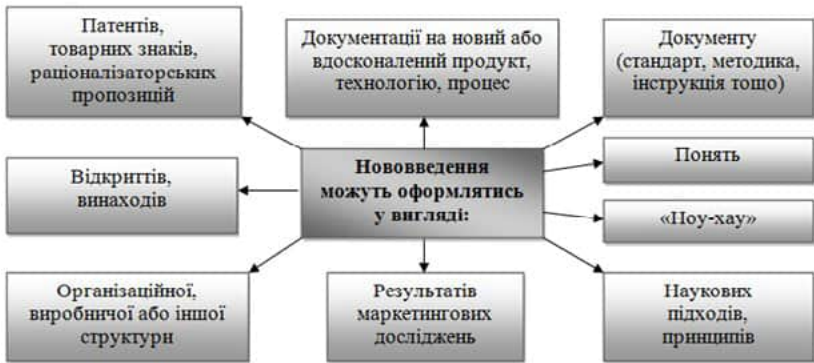 Патентів,
товарних знаків,
раціоналізаторських
пропозицій
Документації на новий або
вдосконалений продукт,
технологію, процес
Документу
(стандарт, методика,
інструкція тощо)
Відкриттів,
винаходів
Нововведення
можуть оформлятись
у вигляді:
Понять
«Ноу-хау»
Організаційної,
виробничої або іншої
структури
Результатів
маркетингових
досліджень
Наукових
підходів,
принципів